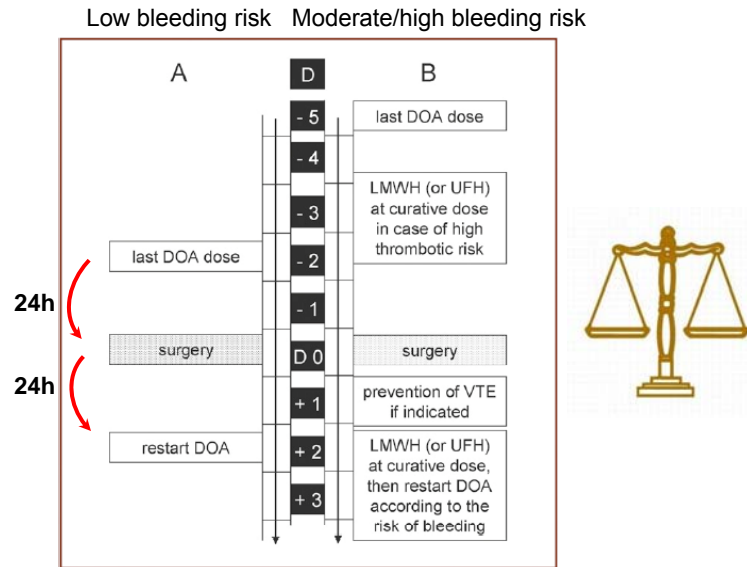 Low bleeding risk
Moderate/high bleeding risk
A
D
B
- 5
last DOA dose
- 4
LMWH (or UFH)
at curative dose
in case of high
thrombotic risk
- 3
last DOA dose
- 2
24h
- 1
surgery
D 0
surgery
24h
+ 1
prevention of VTE
if indicated
restart DOA
+ 2
LMWH (or UFH)
at curative dose,
then restart DOA
according to the
risk of bleeding
+ 3